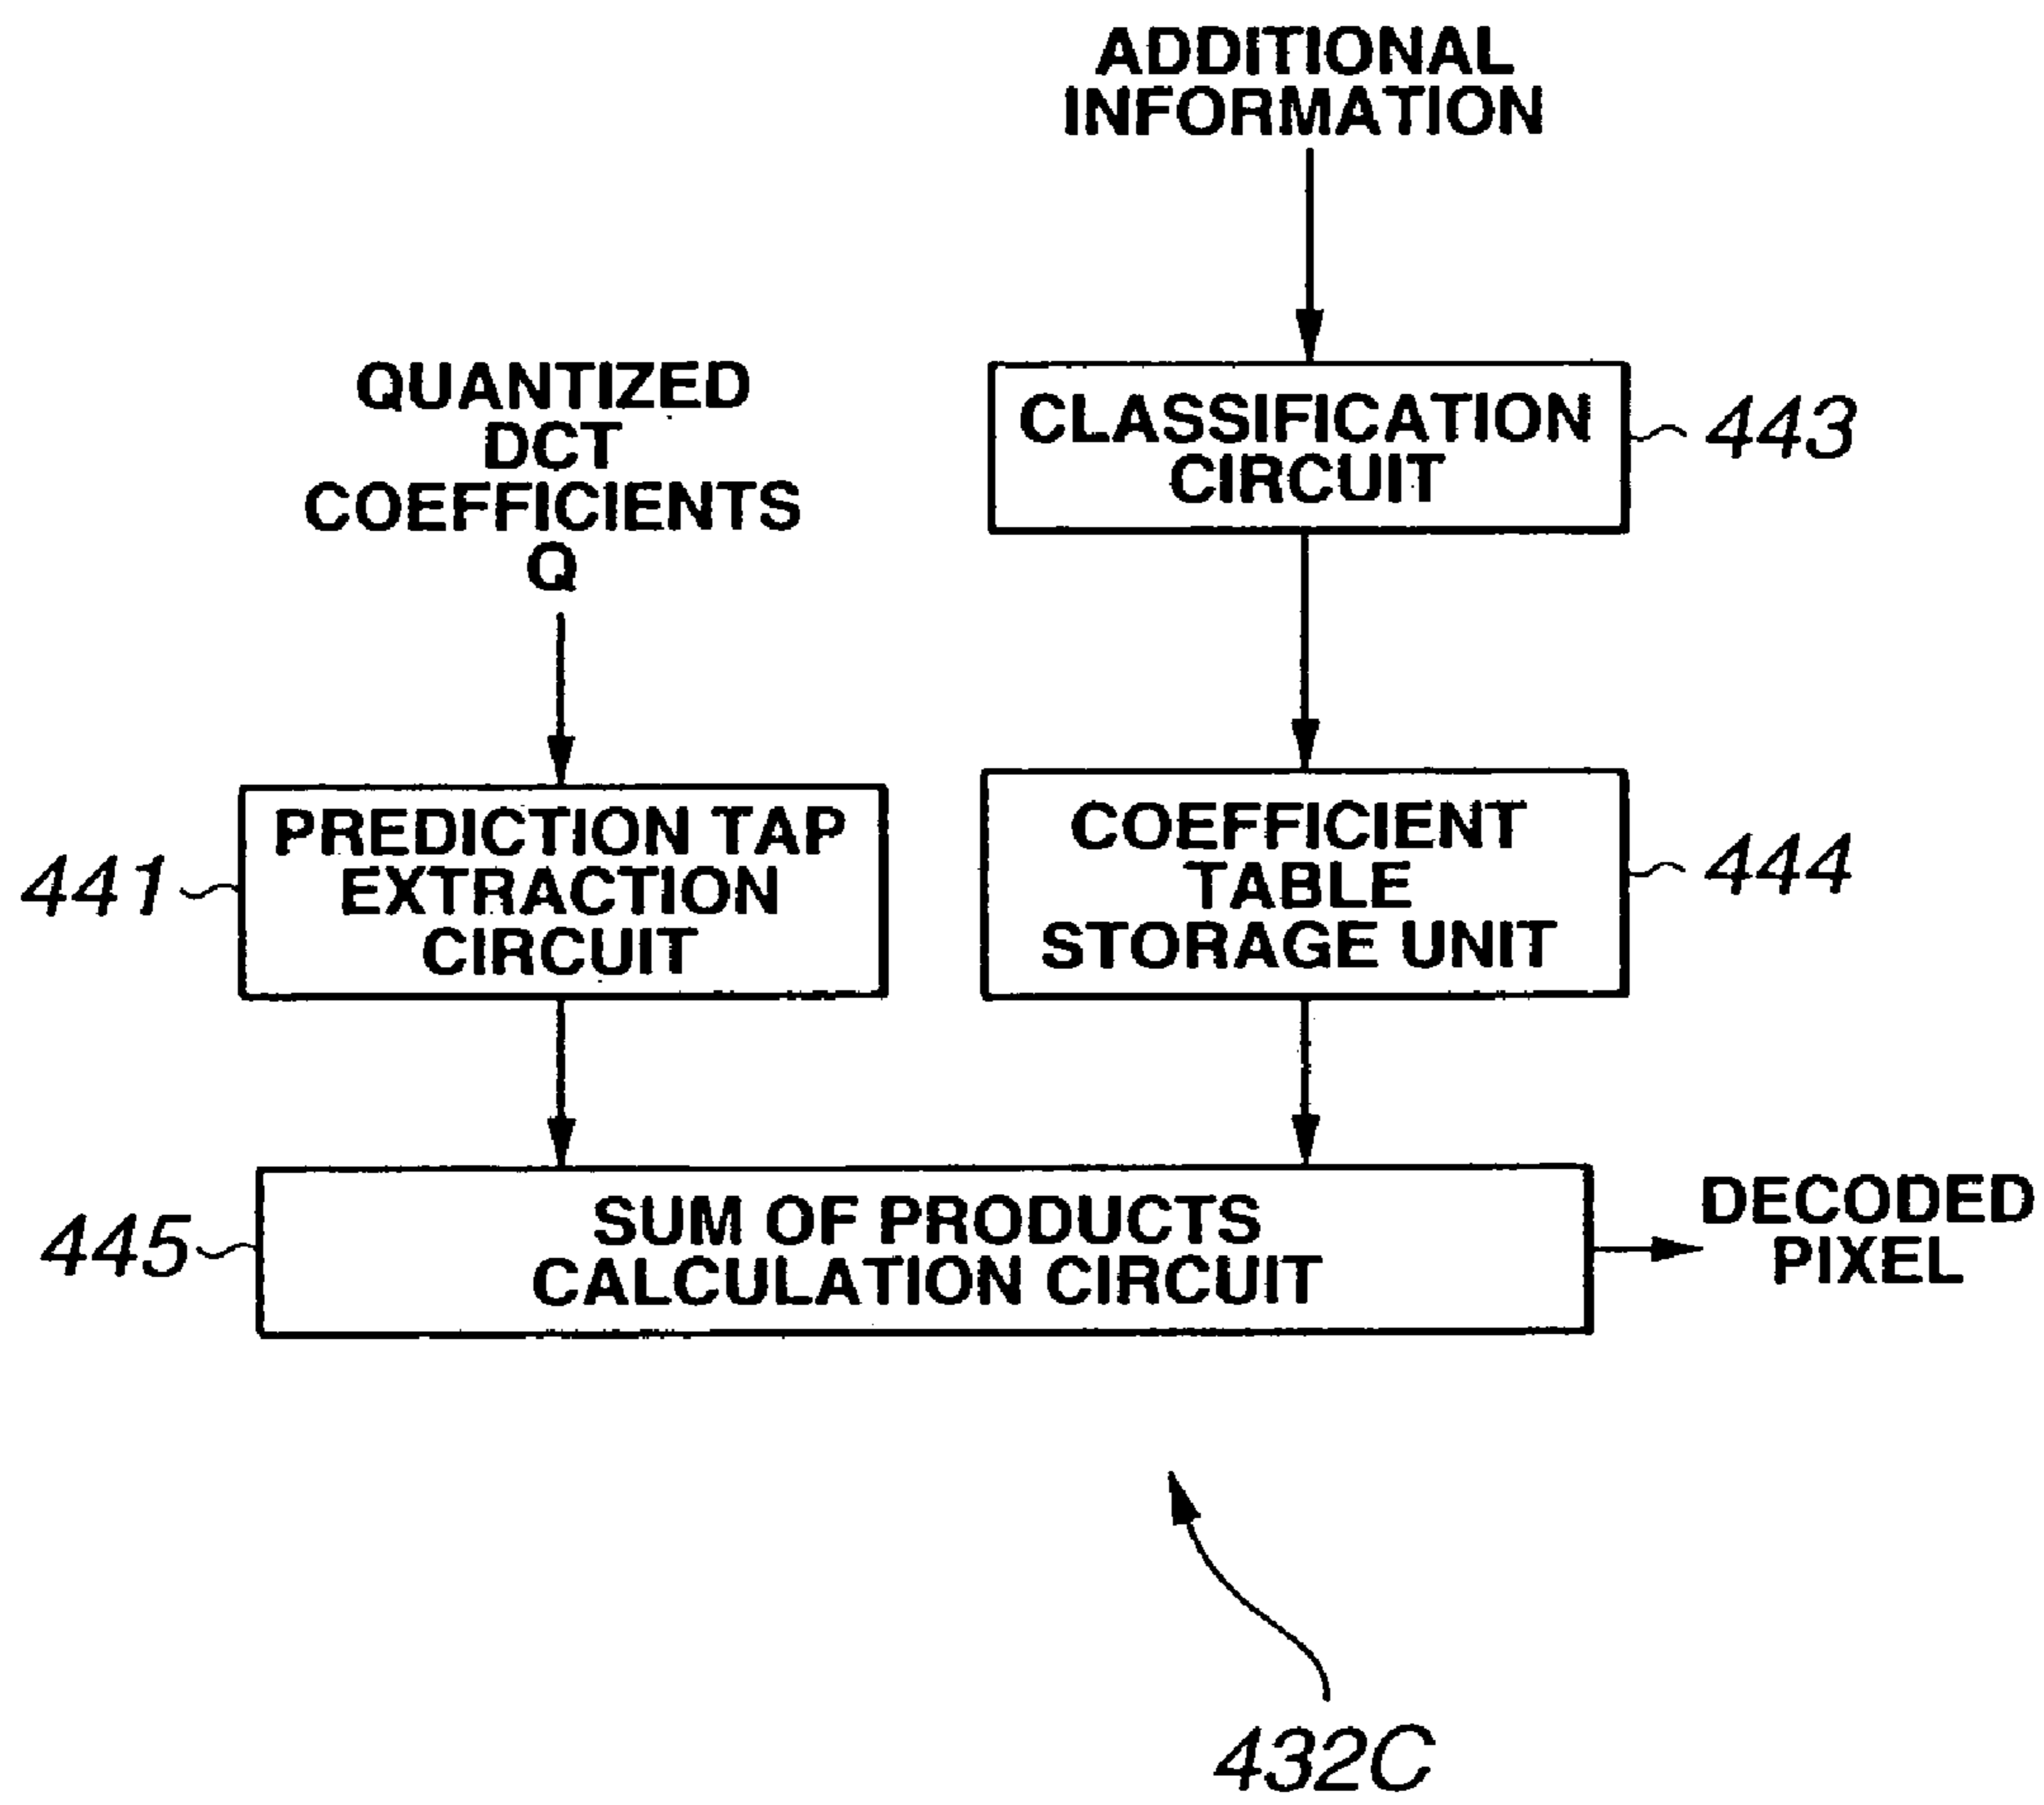 ADDITIONAL
INFORMATION
QUANTIZED
DCT
COEFFICIENTS
Q
CLASSIFICATION
CIRCUIT
443
441
PREDICTION TAP
EXTRACTION
CIRCUIT
COEFFICIENT
TABLE
STORAGE UNIT
444
445
SUM OF PRODUCTS
CALCULATION CIRCUIT
DECODED
PIXEL
432C